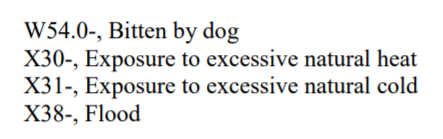 W54.0-, Bitten by dog
X30-, Exposure to excessive natural heat
X31-, Exposure to excessive natural cold
X38-, Flood